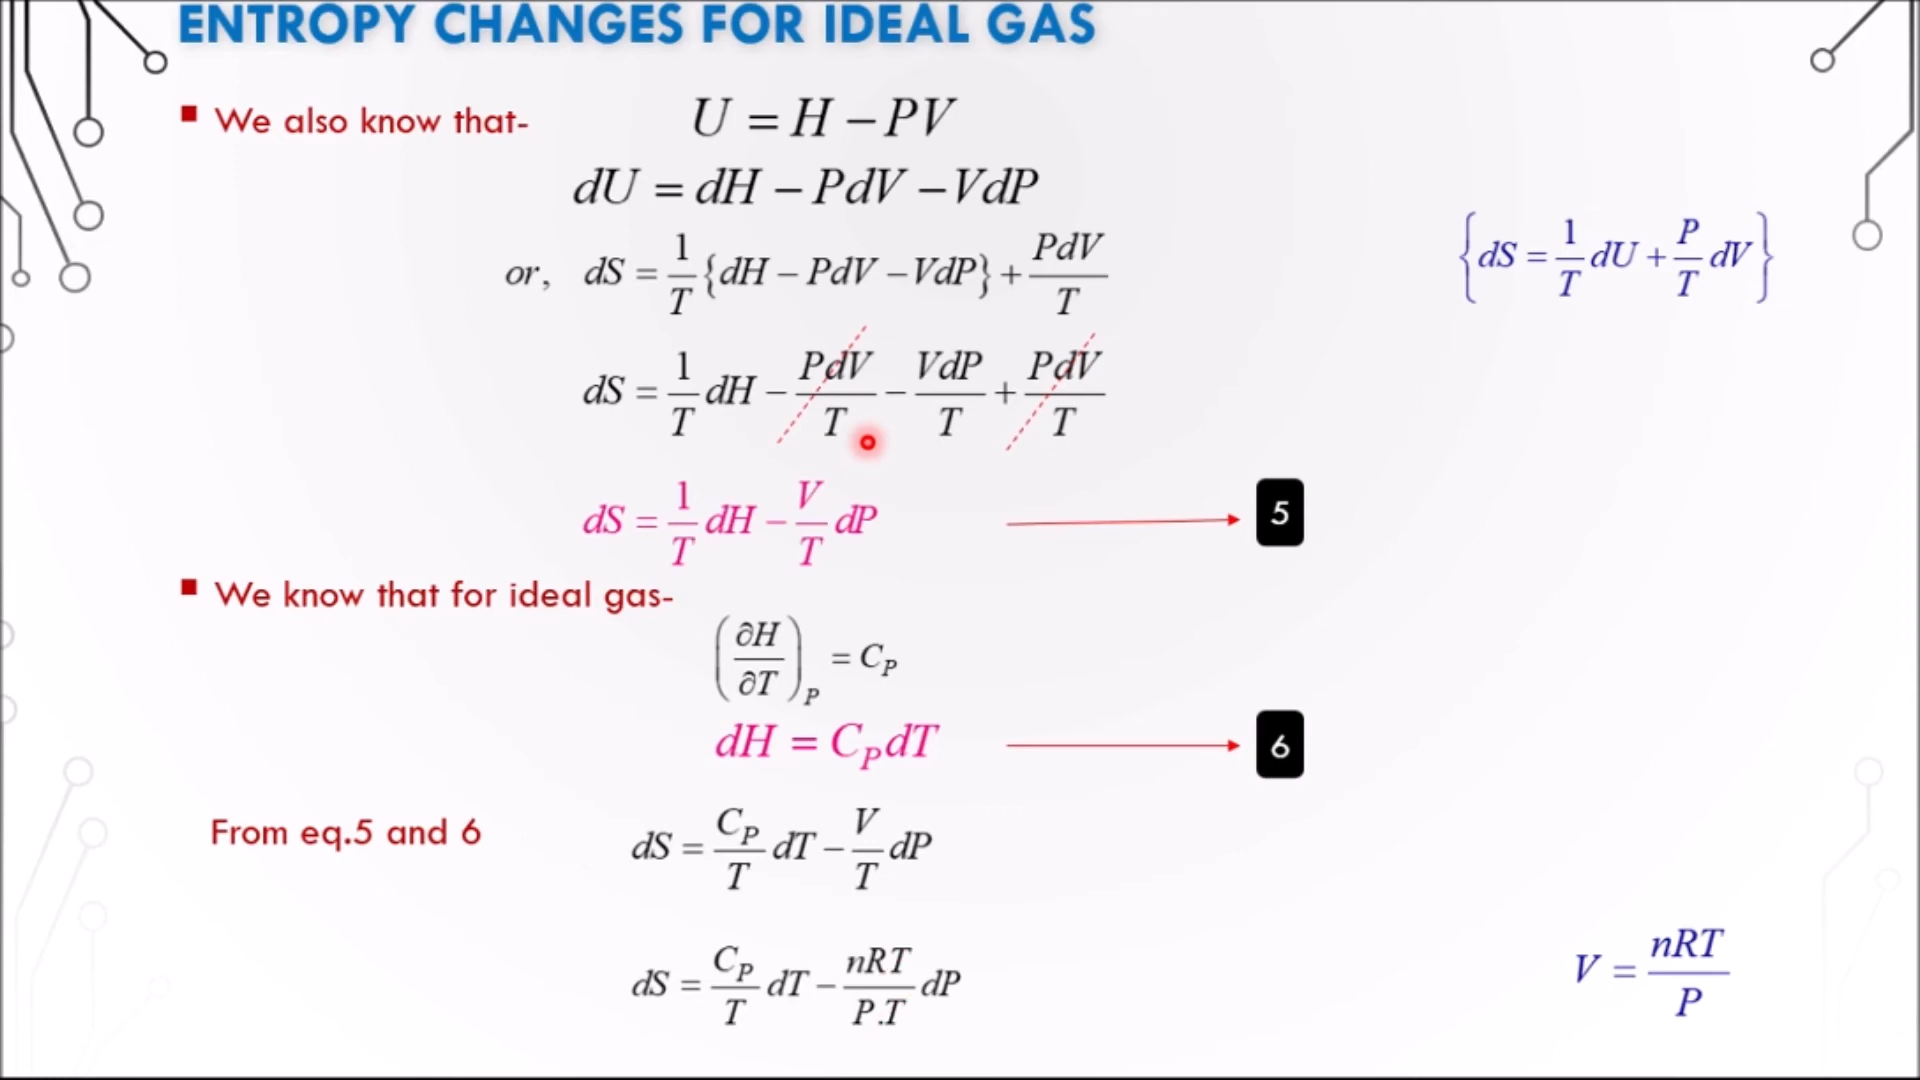 ENTROPY CHANGES FOR IDEAL GAS
We also know that-
U = H − PV
dU = dH − PdV − VdP
or, dS = 1/T {dH − PdV − VdP} + PdV/T
{dS = 1/T dU + P/T dV}
dS = 1/T dH − PdV/T − VdP/T + PdV/T
dS = 1/T dH − V/T dP
5
We know that for ideal gas-
(∂H/∂T)_P = C_P
dH = C_P dT
6
From eq.5 and 6
dS = C_P/T dT − V/T dP
dS = C_P/T dT − nRT/P.T dP
V = nRT/P